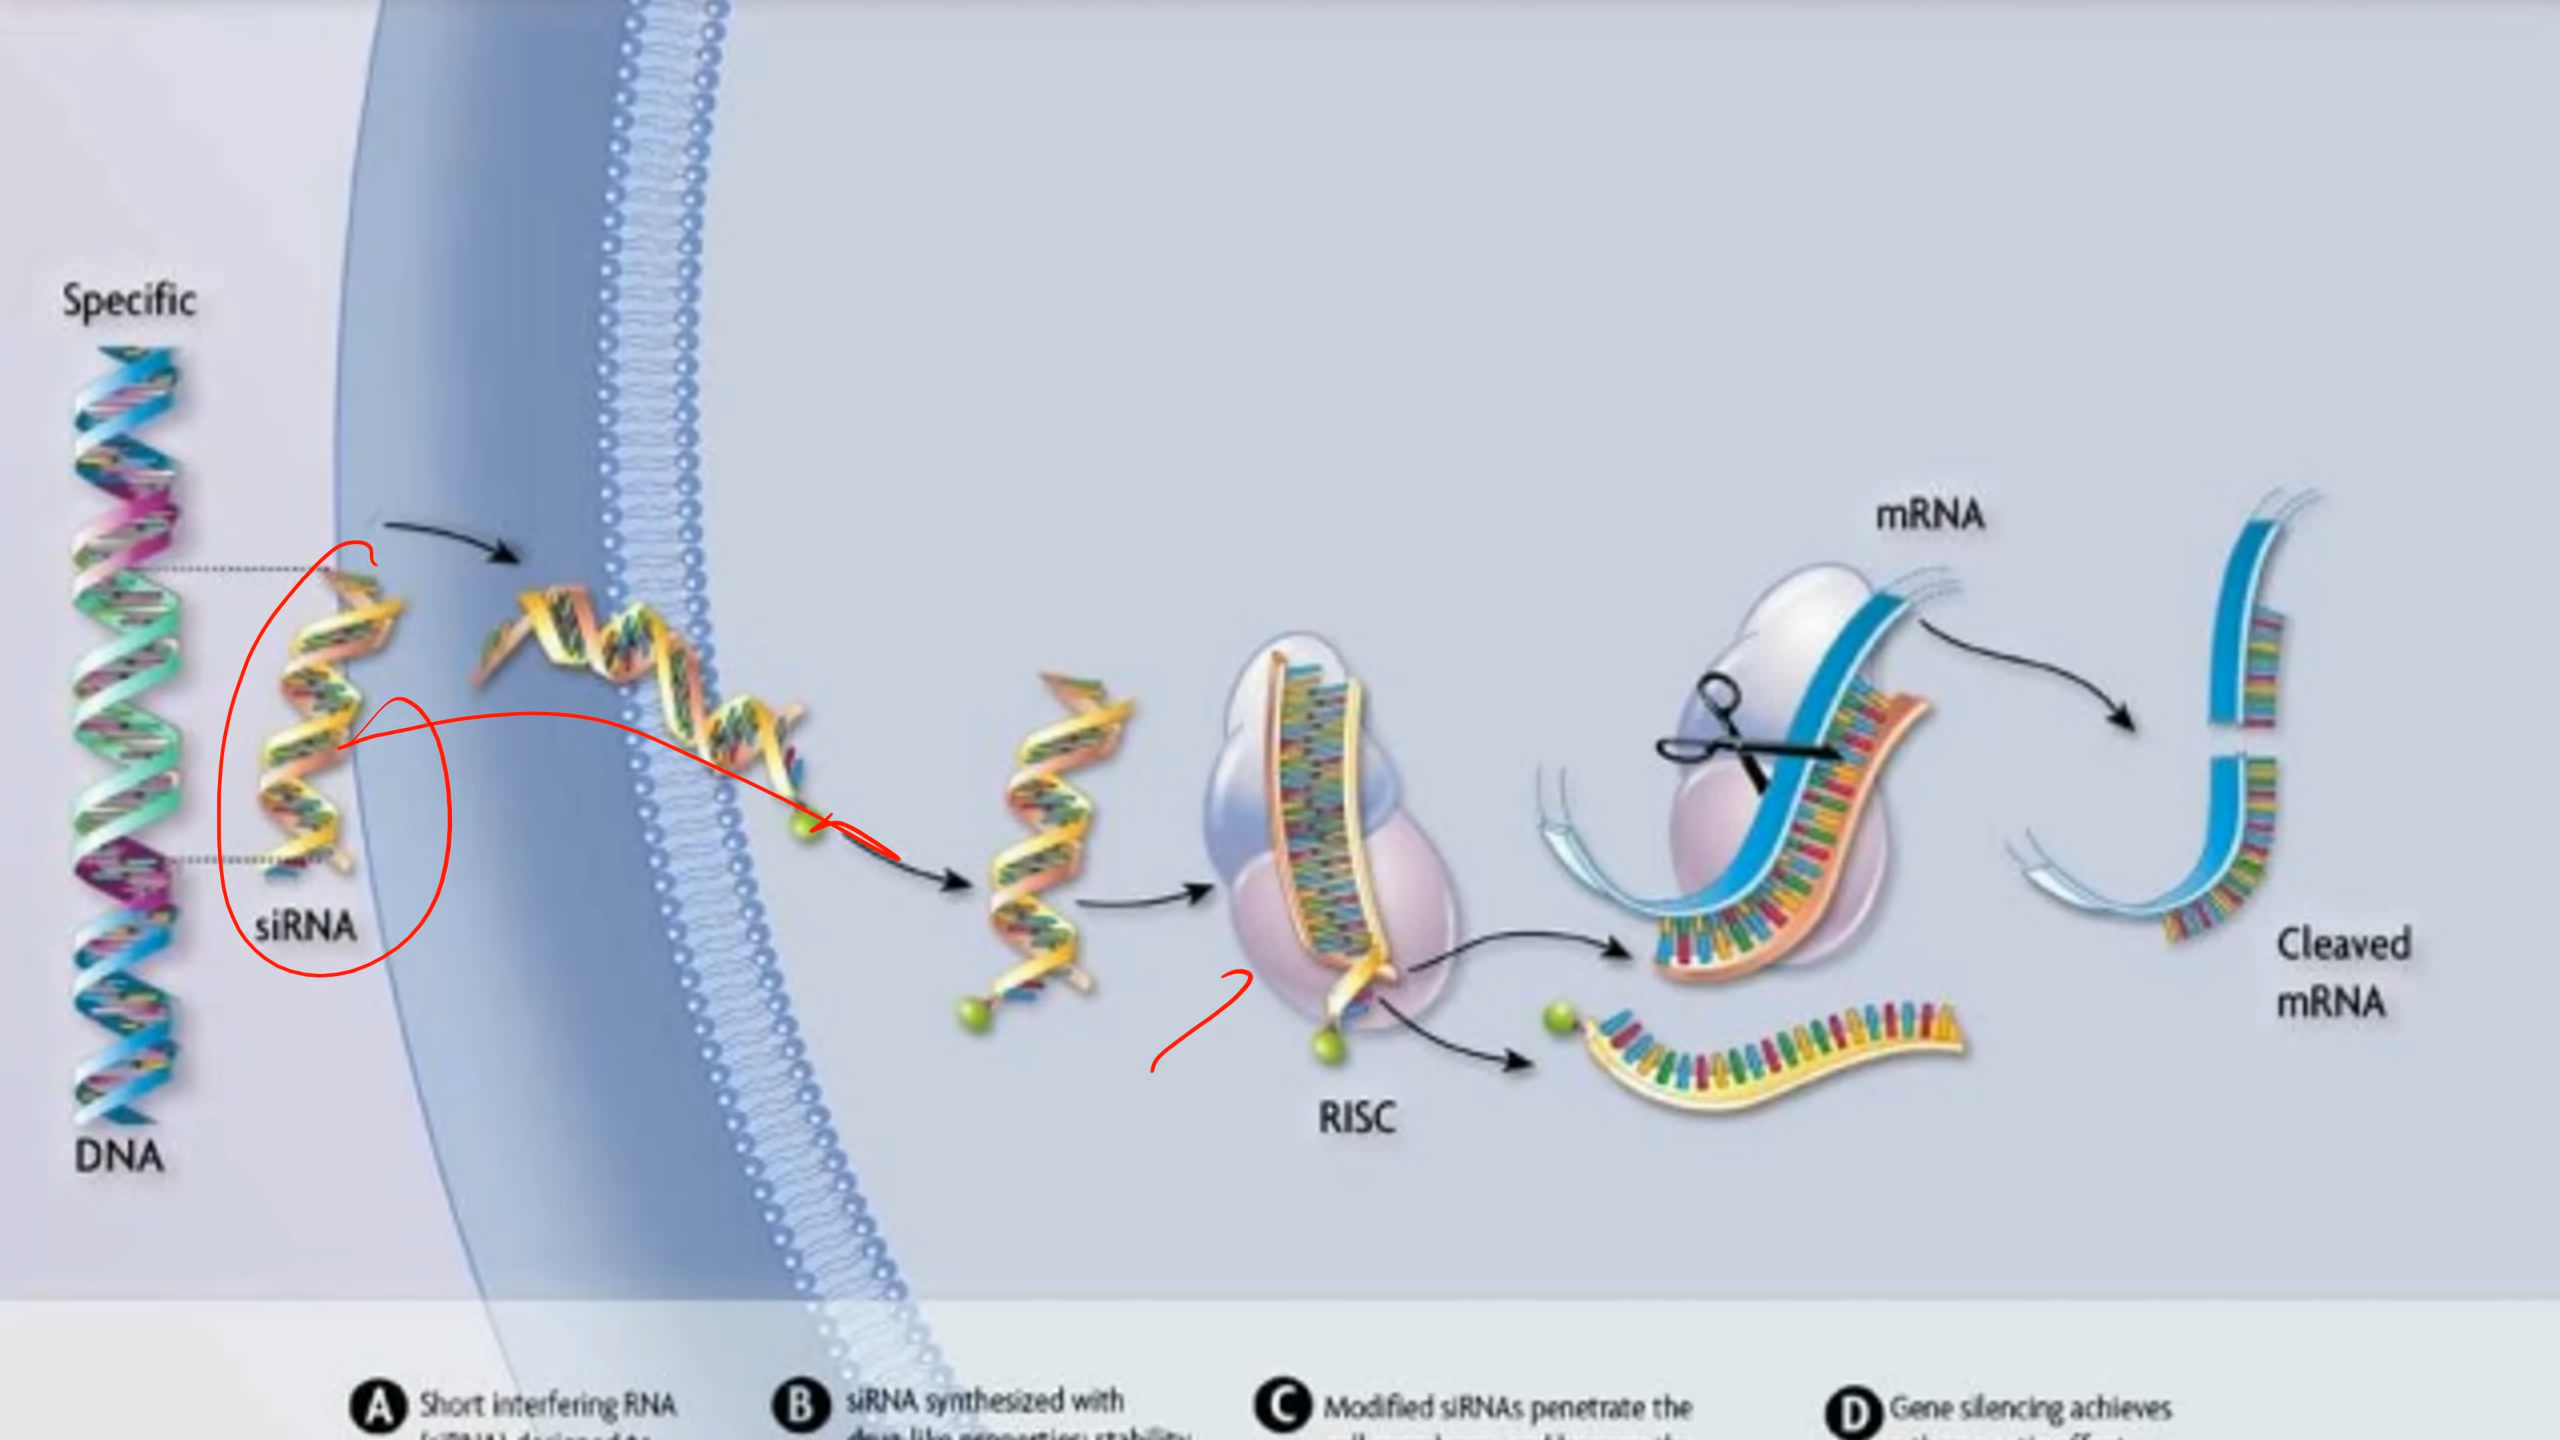 Specific
DNA
siRNA
RISC
mRNA
Cleaved
mRNA
A Short interfering RNA
B siRNA synthesized with
C Modified siRNAs penetrate the
D Gene silencing achieves